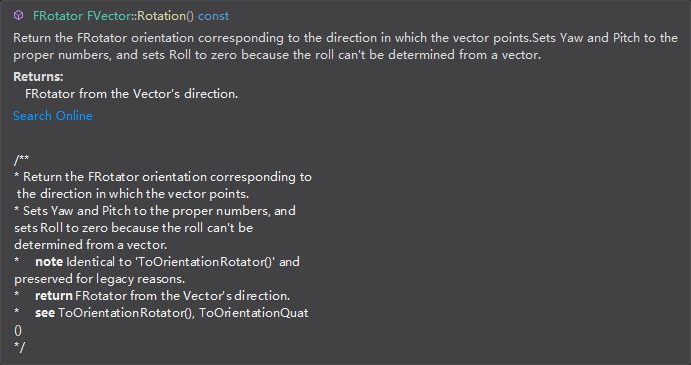 FRotator FVector::Rotation() const
Return the FRotator orientation corresponding to the direction in which the vector points.Sets Yaw and Pitch to the
proper numbers, and sets Roll to zero because the roll can't be determined from a vector.
Returns:
FRotator from the Vector's direction.
Search Online
/**
* Return the FRotator orientation corresponding to
the direction in which the vector points.
* Sets Yaw and Pitch to the proper numbers, and
sets Roll to zero because the roll can't be
determined from a vector.
* note Identical to 'ToOrientationRotator()' and
preserved for legacy reasons.
* return FRotator from the Vector's direction.
* see ToOrientationRotator(), ToOrientationQuat
()
*/